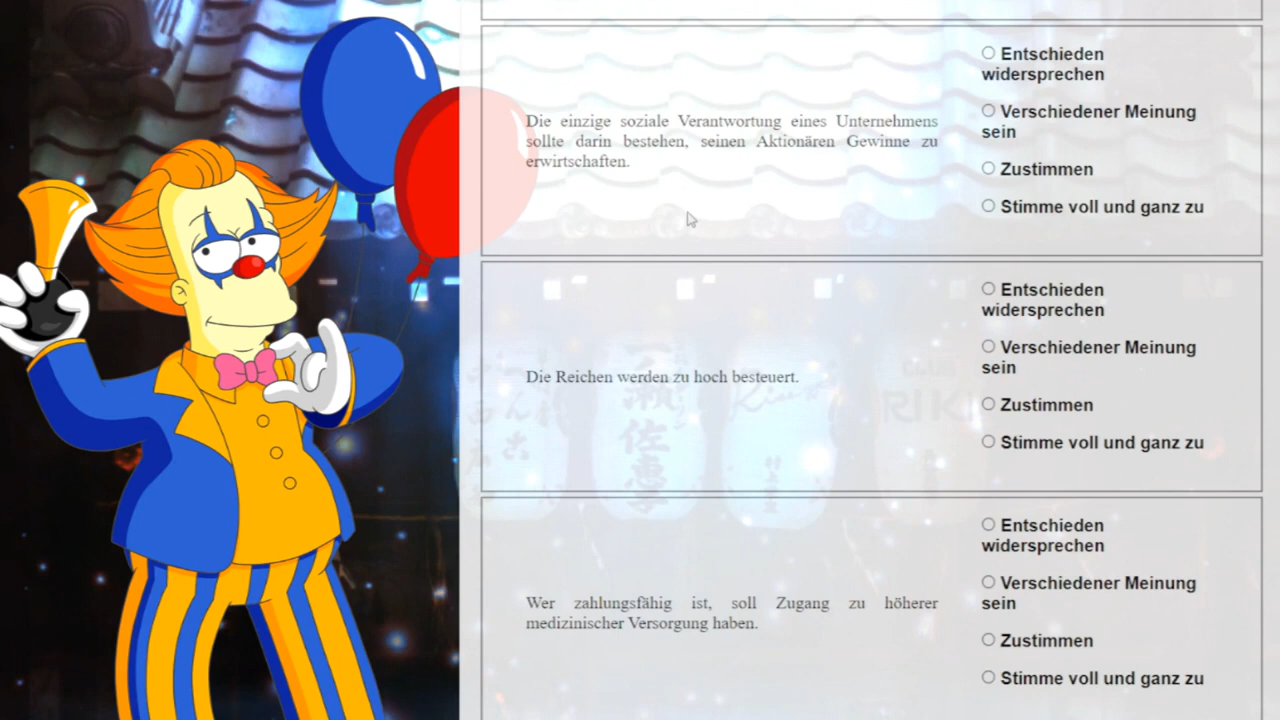 Die einzige soziale Verantwortung eines Unternehmens
sollte darin bestehen, seinen Aktionären Gewinne zu
erwirtschaften.
Entschieden
widersprechen
Verschiedener Meinung
sein
Zustimmen
Stimme voll und ganz zu
Die Reichen werden zu hoch besteuert.
Entschieden
widersprechen
Verschiedener Meinung
sein
Zustimmen
Stimme voll und ganz zu
Wer zahlungsfähig ist, soll Zugang zu höherer
medizinischer Versorgung haben.
Entschieden
widersprechen
Verschiedener Meinung
sein
Zustimmen
Stimme voll und ganz zu